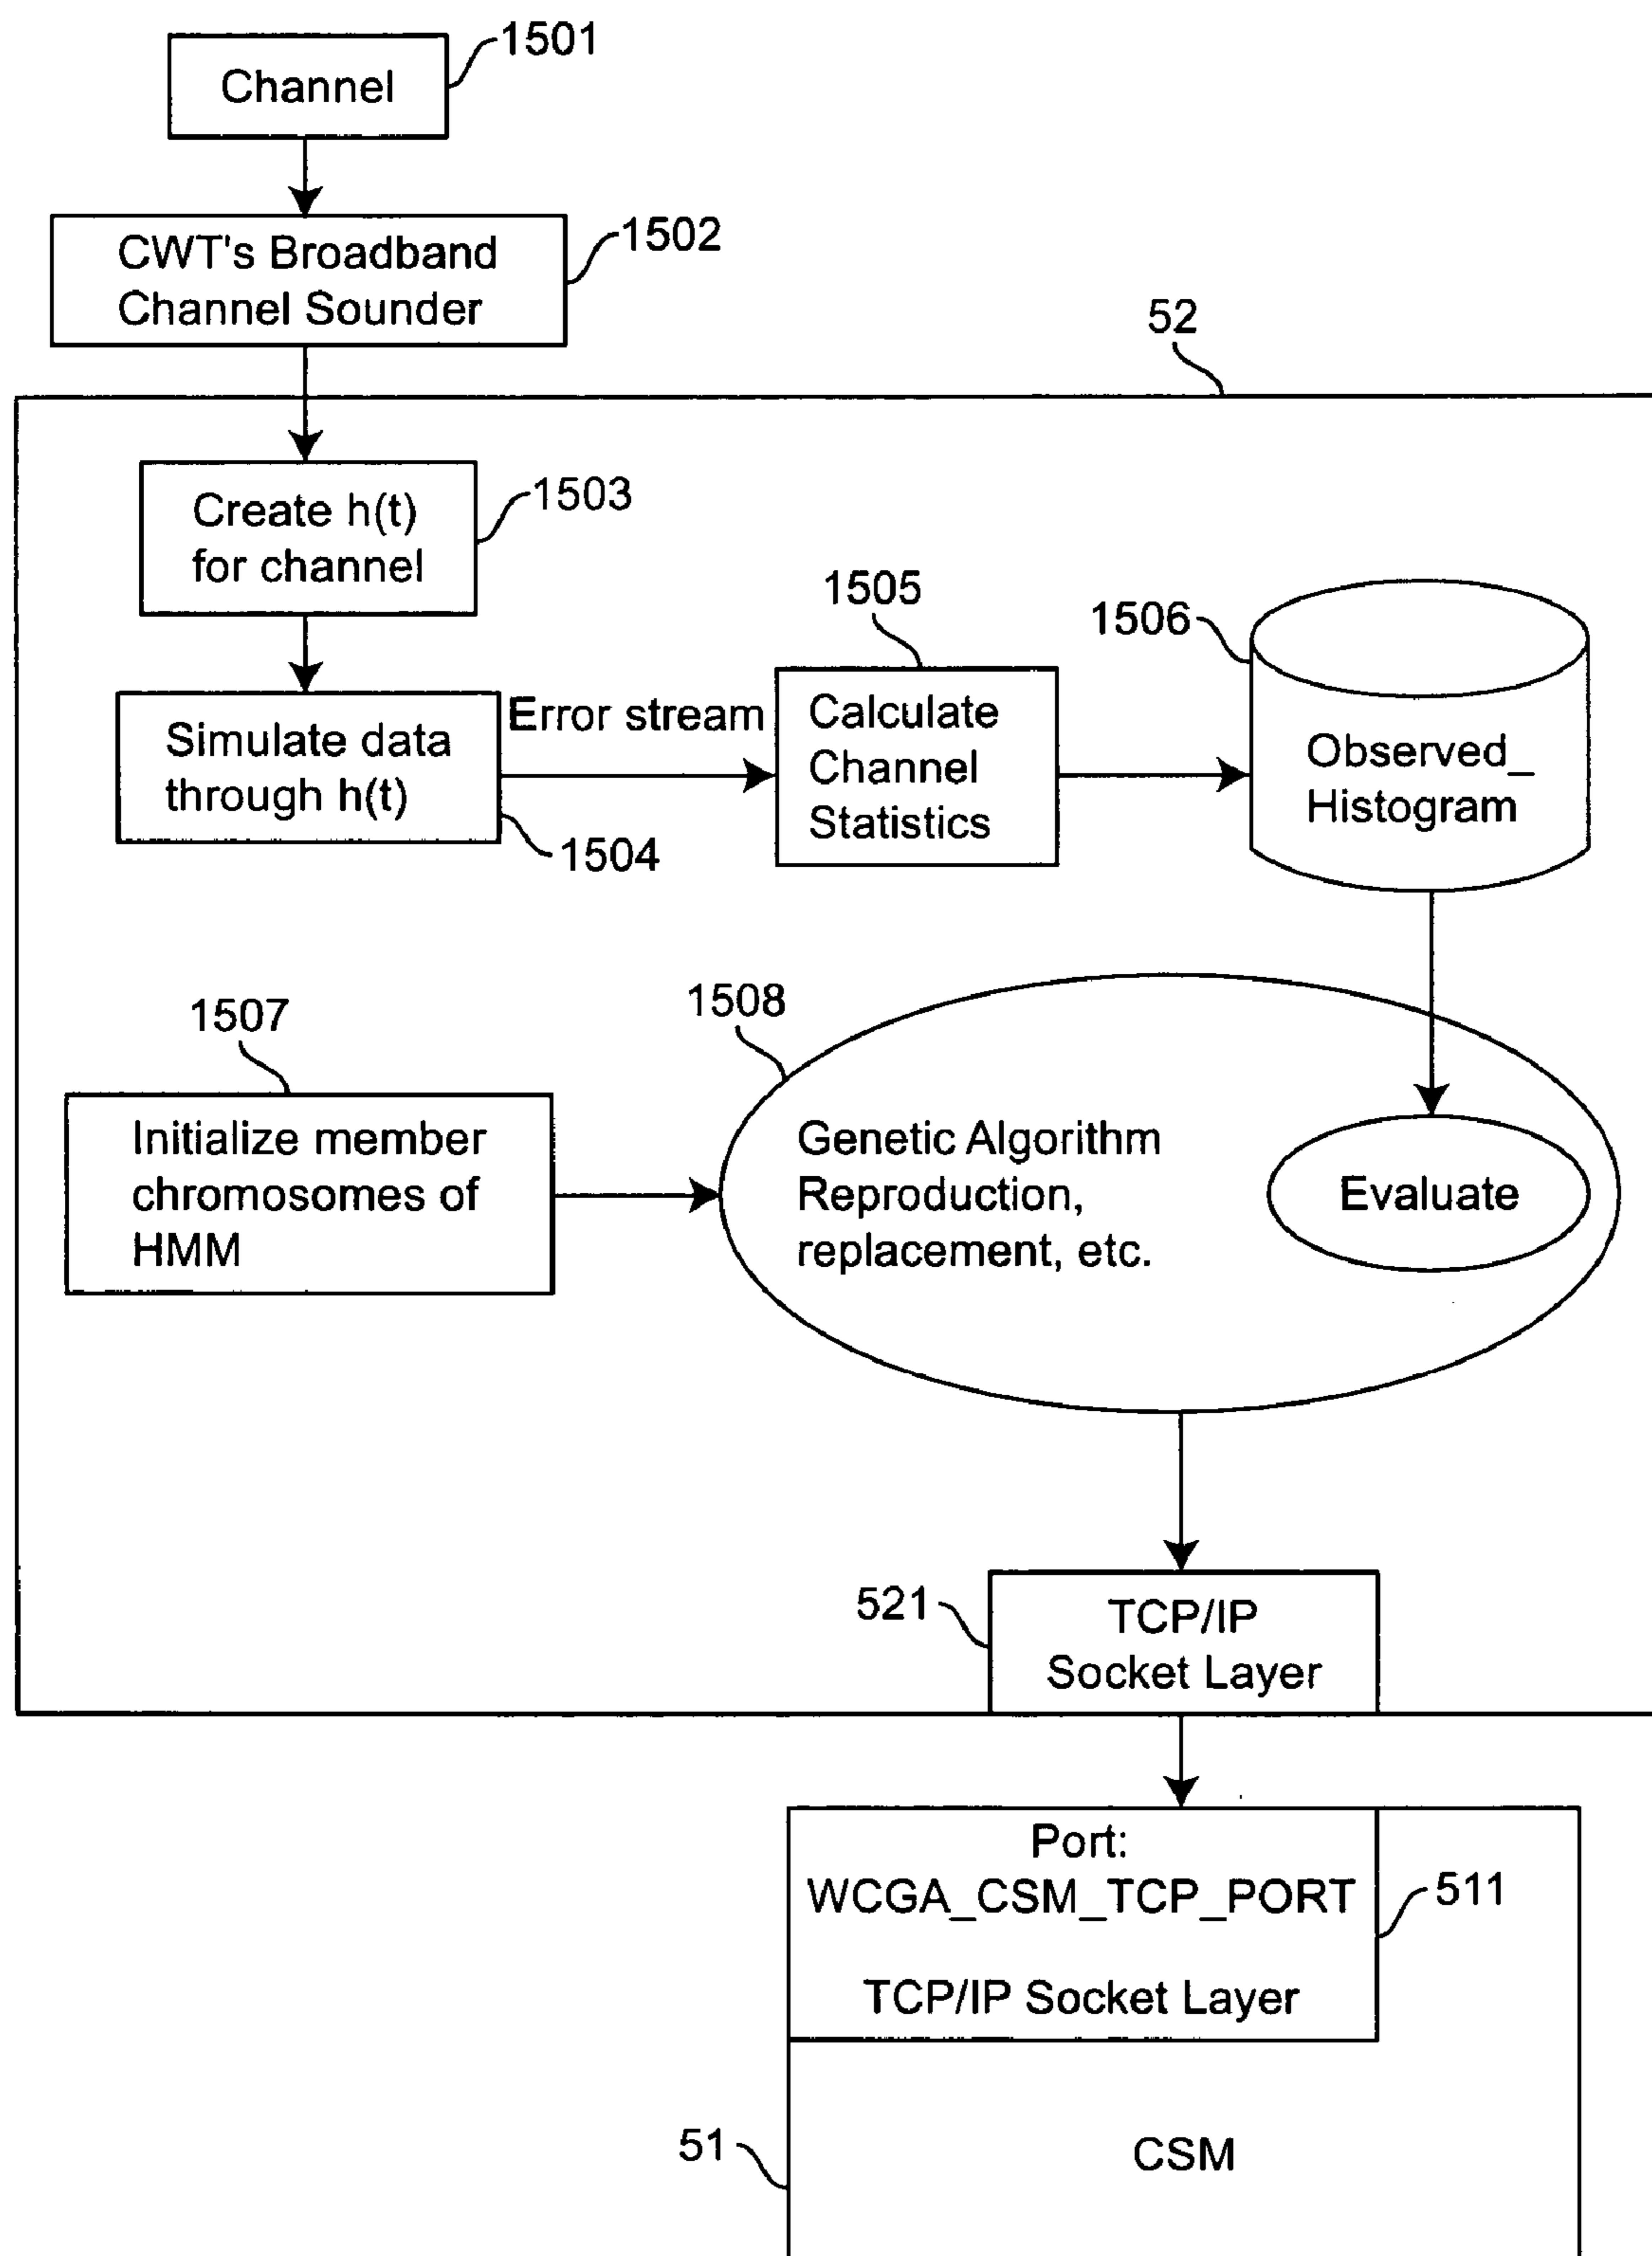 1501
Channel
1502
CWT's Broadband
Channel Sounder
52
1503
Create h(t)
for channel
1505
1506
Error stream
Simulate data
through h(t)
1504
Calculate
Channel
Statistics
Observed_
Histogram
1507
1508
Initialize member
chromosomes of
HMM
Genetic Algorithm
Reproduction,
replacement, etc.
Evaluate
521
TCP/IP
Socket Layer
Port:
WCGA_CSM_TCP_PORT
511
TCP/IP Socket Layer
51
CSM